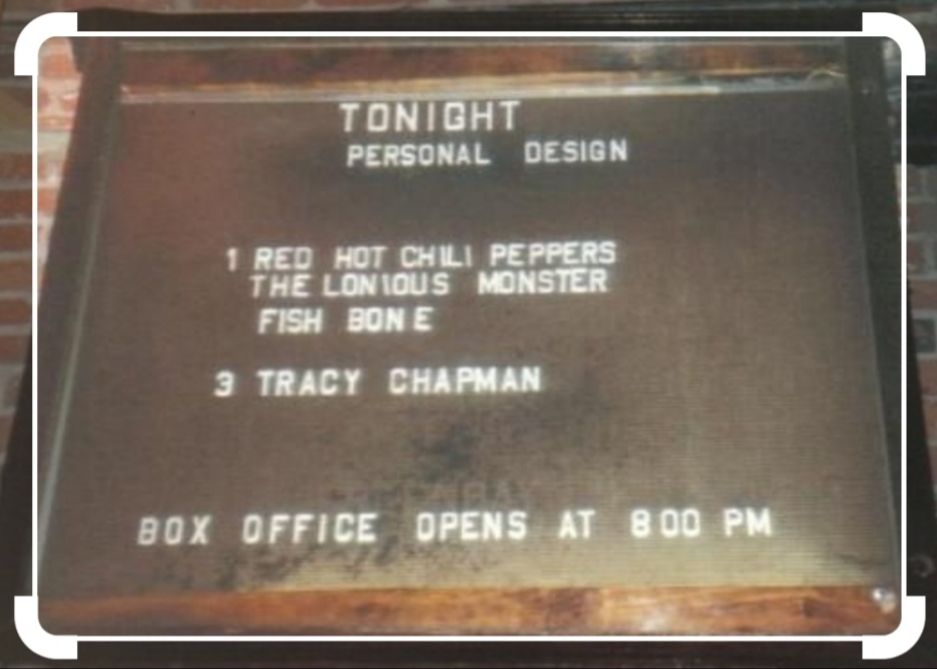 TONIGHT
PERSONAL DESIGN
1 RED HOT CHILI PEPPERS
THE LONIOUS MONSTER
FISH BONE
3 TRACY CHAPMAN
BOX OFFICE OPENS AT 8 00 PM